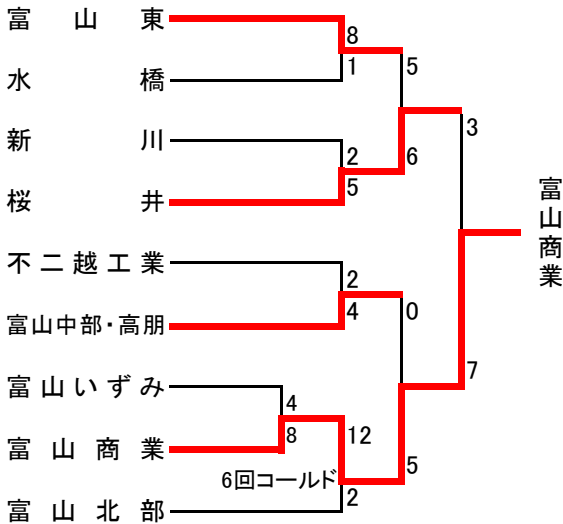 富山東
8
5
1
水橋
3
新川
2
6
5
桜井
富山商業
不二越工業
2
0
4
富山中部・高朋
7
富山いずみ
4
8
12
富山商業
5
6回コールド
2
富山北部